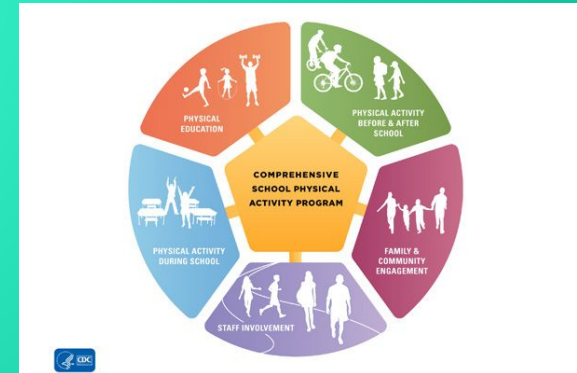 PHYSICAL
EDUCATION
PHYSICAL ACTIVITY
BEFORE & AFTER
SCHOOL
COMPREHENSIVE
SCHOOL PHYSICAL
ACTIVITY PROGRAM
PHYSICAL ACTIVITY
DURING SCHOOL
FAMILY &
COMMUNITY
ENGAGEMENT
STAFF INVOLVEMENT
CDC